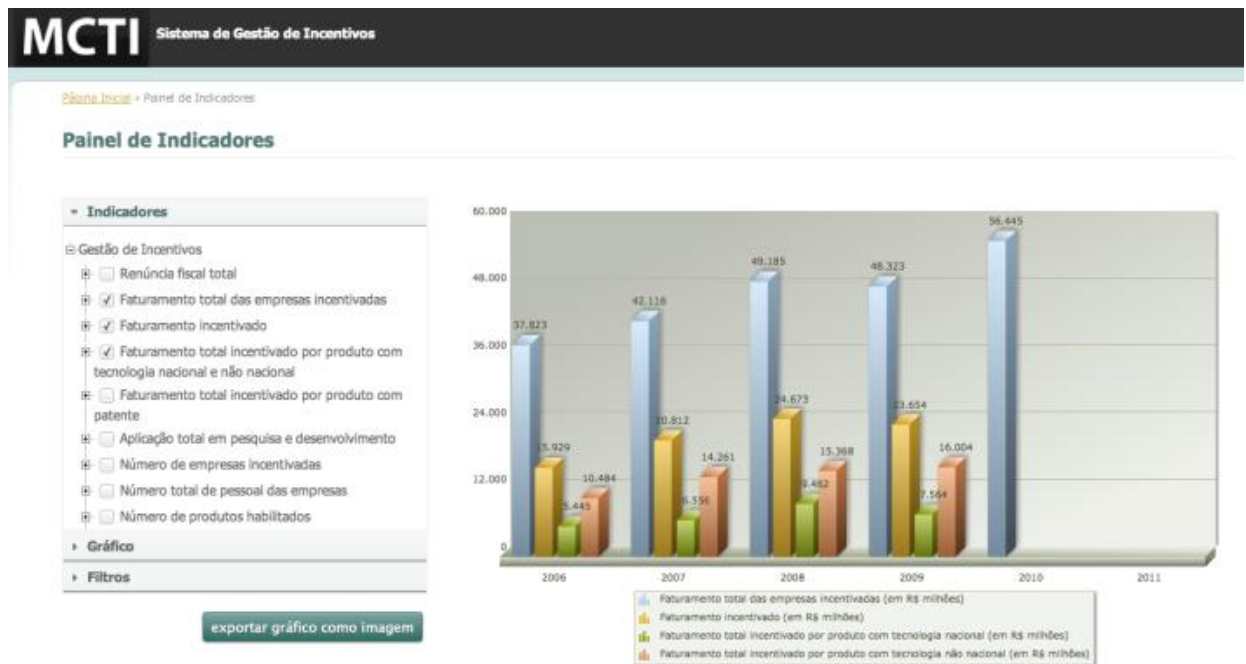 MCTI Sistema de Gestão de Incentivos
Página Inicial » Painel de Indicadores
Painel de Indicadores
Indicadores
Gestão de Incentivos
Renúncia fiscal total
Faturamento total das empresas incentivadas
Faturamento incentivado
Faturamento total incentivado por produto com
tecnologia nacional e não nacional
Faturamento total incentivado por produto com
patente
Aplicação total em pesquisa e desenvolvimento
Número de empresas incentivadas
Número total de pessoal das empresas
Número de produtos habilitados
Gráfico
Filtros
exportar gráfico como imagem
60.000
48.000
36.000
24.000
12.000
0
37.823
15.929
5.445
10.484
42.116
20.812
6.556
14.261
49.185
24.673
9.462
15.368
48.323
23.654
7.564
16.004
56.445
2006 2007 2008 2009 2010 2011
Faturamento total das empresas incentivadas (em R$ milhões)
Faturamento incentivado (em R$ milhões)
Faturamento total incentivado por produto com tecnologia nacional (em R$ milhões)
Faturamento total incentivado por produto com tecnologia não nacional (em R$ milhões)